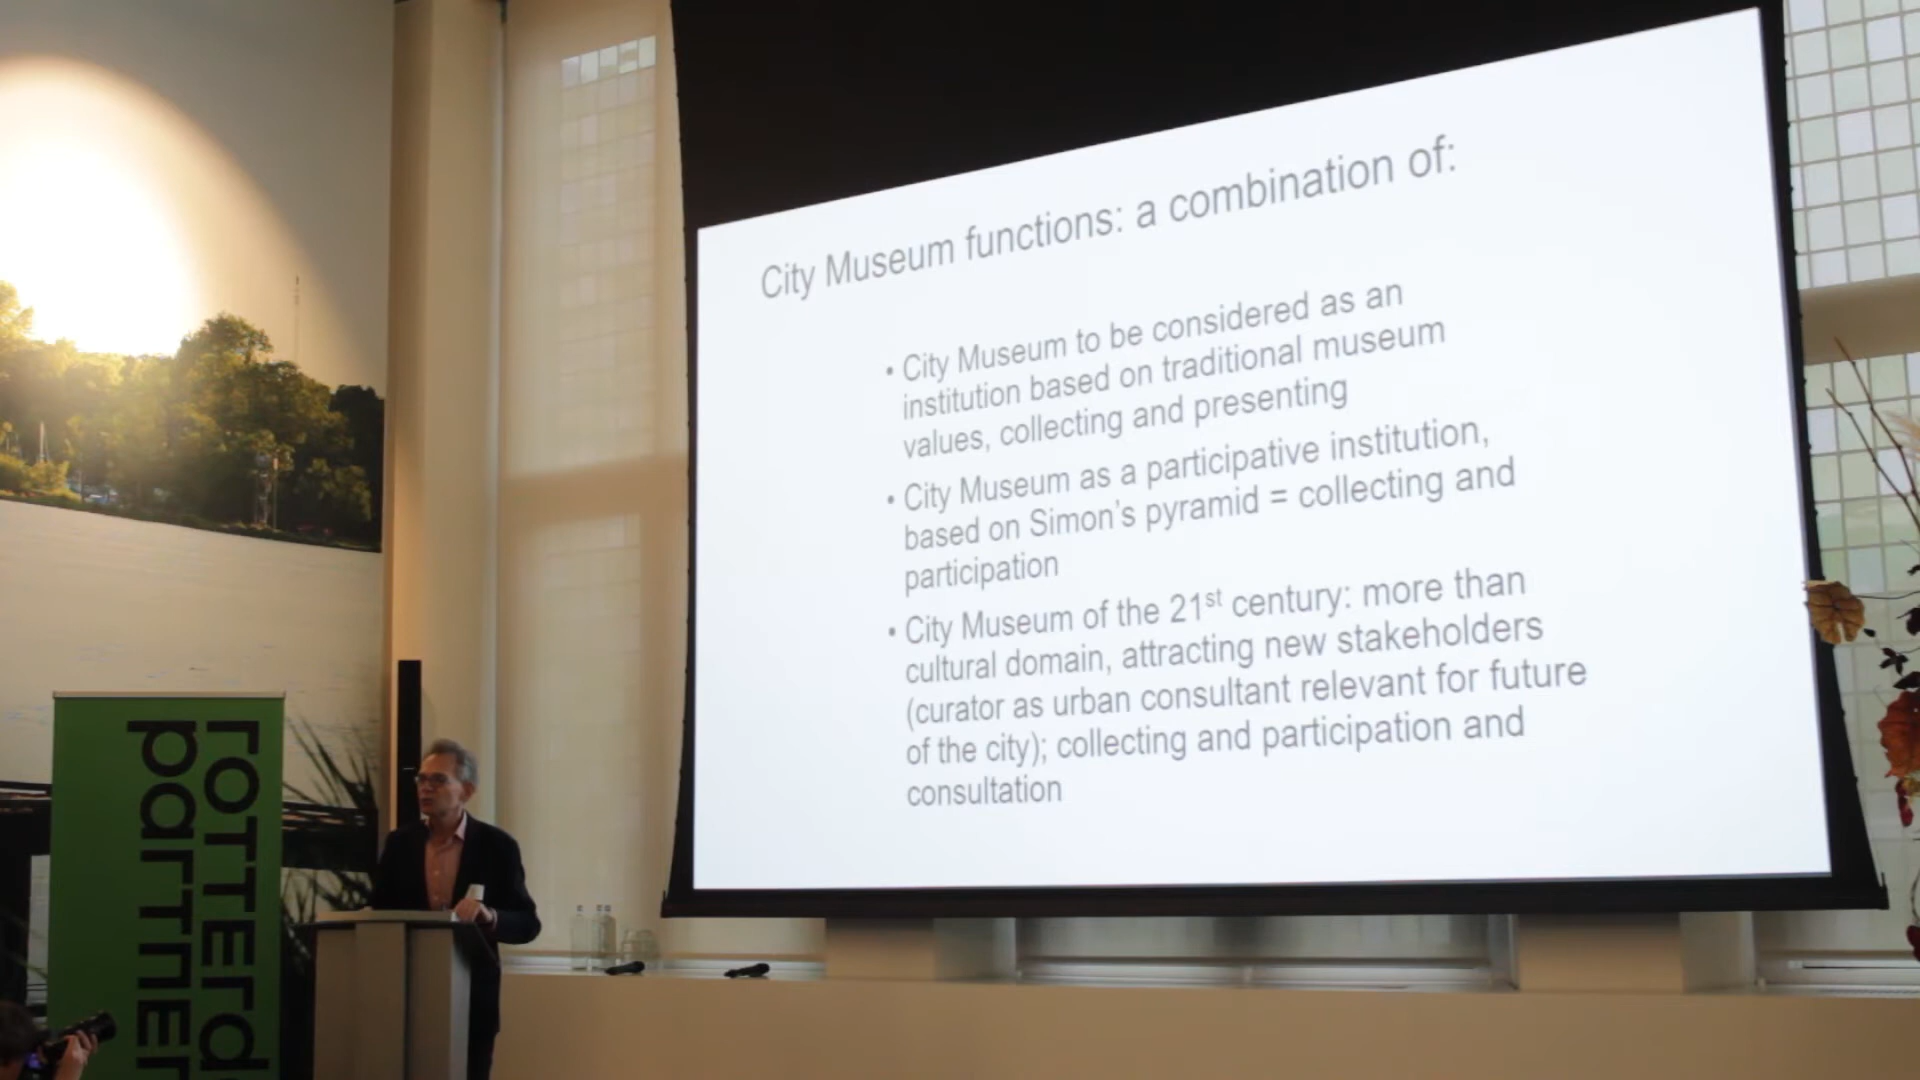 City Museum functions: a combination of:
• City Museum to be considered as an
institution based on traditional museum
values, collecting and presenting
• City Museum as a participative institution,
based on Simon's pyramid = collecting and
participation
• City Museum of the 21st century: more than
cultural domain, attracting new stakeholders
(curator as urban consultant relevant for future
of the city); collecting and participation and
consultation
rotterd
partner